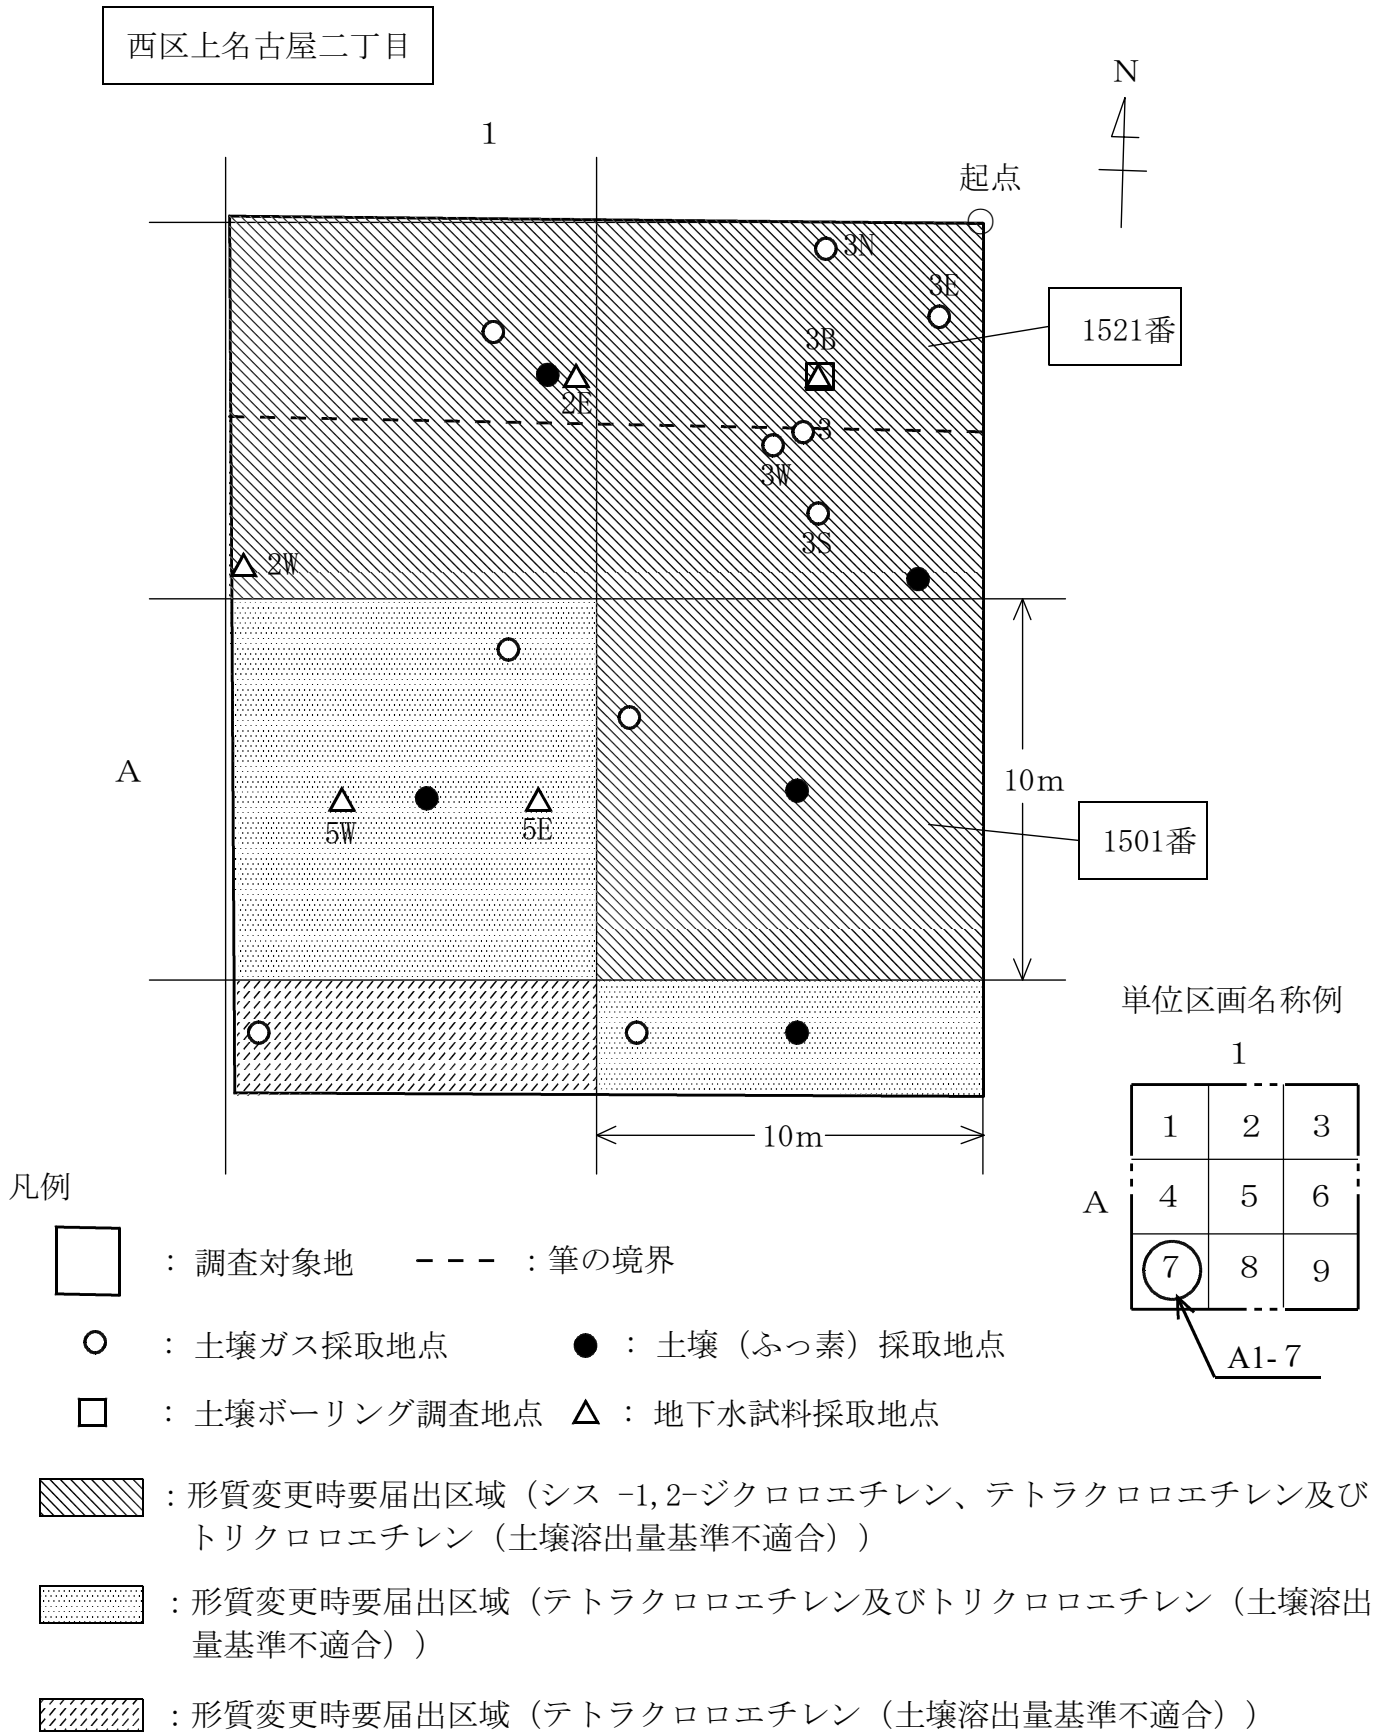 西区上名古屋二丁目
N
1
起点
3N
3E
1521番
3B
2E
3
3W
3S
2W
A
10m
5W
5E
1501番
単位区画名称例
1
10m
1 2 3
A 4 5 6
7 8 9
A1-7
凡例
： 調査対象地 ：筆の境界
： 土壌ガス採取地点 ： 土壌（ふっ素）採取地点
： 土壌ボーリング調査地点 ： 地下水試料採取地点
：形質変更時要届出区域（シス -1,2-ジクロロエチレン、テトラクロロエチレン及び
トリクロロエチレン（土壌溶出量基準不適合））
：形質変更時要届出区域（テトラクロロエチレン及びトリクロロエチレン（土壌溶出
量基準不適合））
：形質変更時要届出区域（テトラクロロエチレン（土壌溶出量基準不適合））